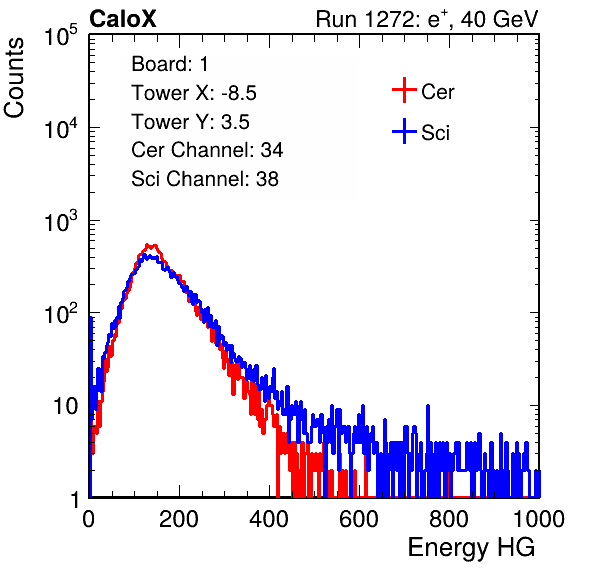 CaloX Run 1272: e⁺, 40 GeV
Counts
10⁵
10⁴
10³
10²
10
1
Board: 1
Tower X: -8.5
Tower Y: 3.5
Cer Channel: 34
Sci Channel: 38
Cer
Sci
0 200 400 600 800 1000
Energy HG